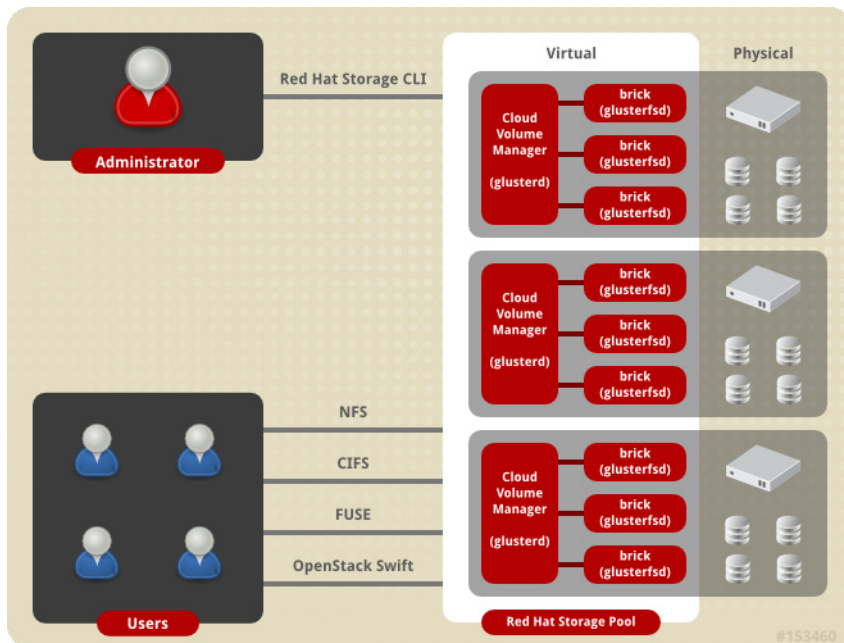 Virtual
Physical
Red Hat Storage CLI
Administrator
Cloud
Volume
Manager
(glusterd)
brick
(glusterfsd)
brick
(glusterfsd)
brick
(glusterfsd)
Cloud
Volume
Manager
(glusterd)
brick
(glusterfsd)
brick
(glusterfsd)
brick
(glusterfsd)
NFS
CIFS
FUSE
OpenStack Swift
Users
Cloud
Volume
Manager
(glusterd)
brick
(glusterfsd)
brick
(glusterfsd)
brick
(glusterfsd)
Red Hat Storage Pool
#153460